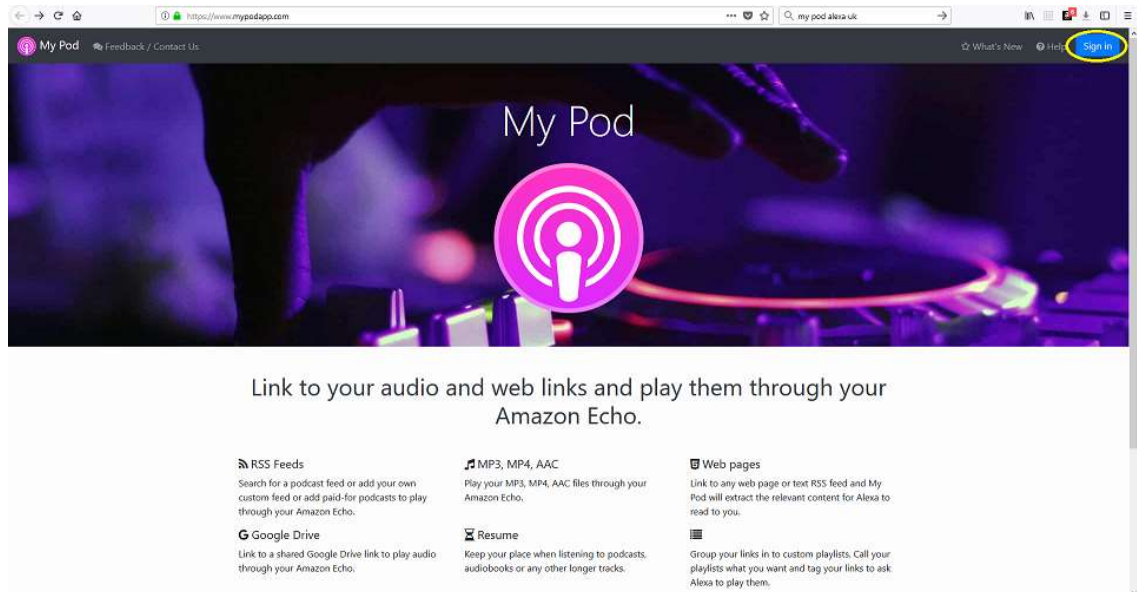 https://www.mypodapp.com
my pod alexa uk
My Pod
Feedback / Contact Us
What's New
Help
Sign in
My Pod
Link to your audio and web links and play them through your
Amazon Echo.
RSS Feeds
Search for a podcast feed or add your own
custom feed or add paid-for podcasts to play
through your Amazon Echo.
MP3, MP4, AAC
Play your MP3, MP4, AAC files through your
Amazon Echo.
Web pages
Link to any web page or text RSS feed and My
Pod will extract the relevant content for Alexa to
read to you.
Google Drive
Link to a shared Google Drive link to play audio
through your Amazon Echo.
Resume
Keep your place when listening to podcasts,
audiobooks or any other longer tracks.
Group your links in to custom playlists. Call your
playlists what you want and tag your links to ask
Alexa to play them.